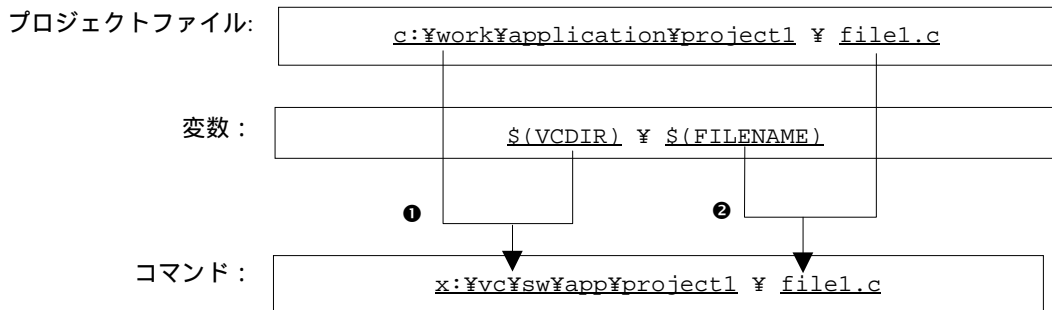 プロジェクトファイル: c:¥work¥application¥project1 ¥ file1.c
変数： $(VCDIR) ¥ $(FILENAME)
❶ ❷
コマンド： x:¥vc¥sw¥app¥project1 ¥ file1.c